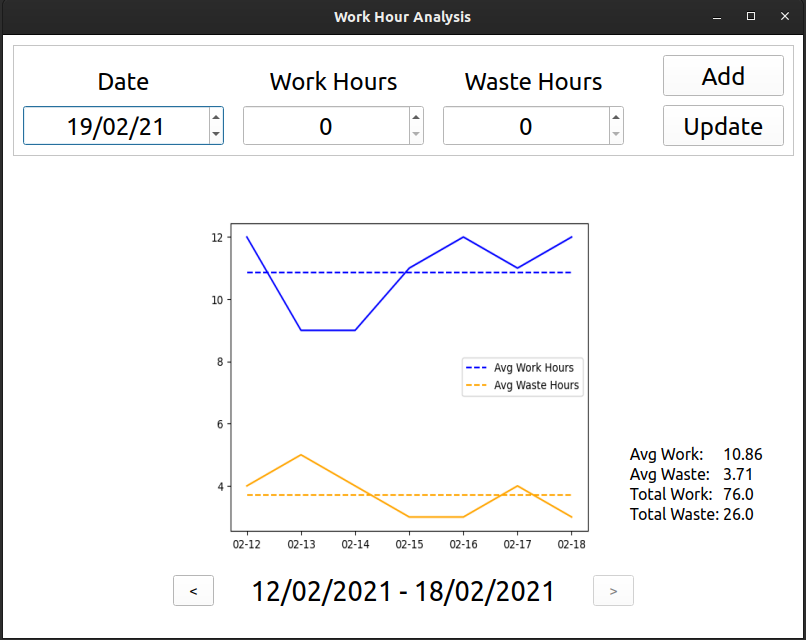 Work Hour Analysis
Date Work Hours Waste Hours Add
19/02/21 0 0 Update
12
10
8
6
4
Avg Work Hours
Avg Waste Hours
02-12 02-13 02-14 02-15 02-16 02-17 02-18
Avg Work: 10.86
Avg Waste: 3.71
Total Work: 76.0
Total Waste: 26.0
< 12/02/2021 - 18/02/2021 >